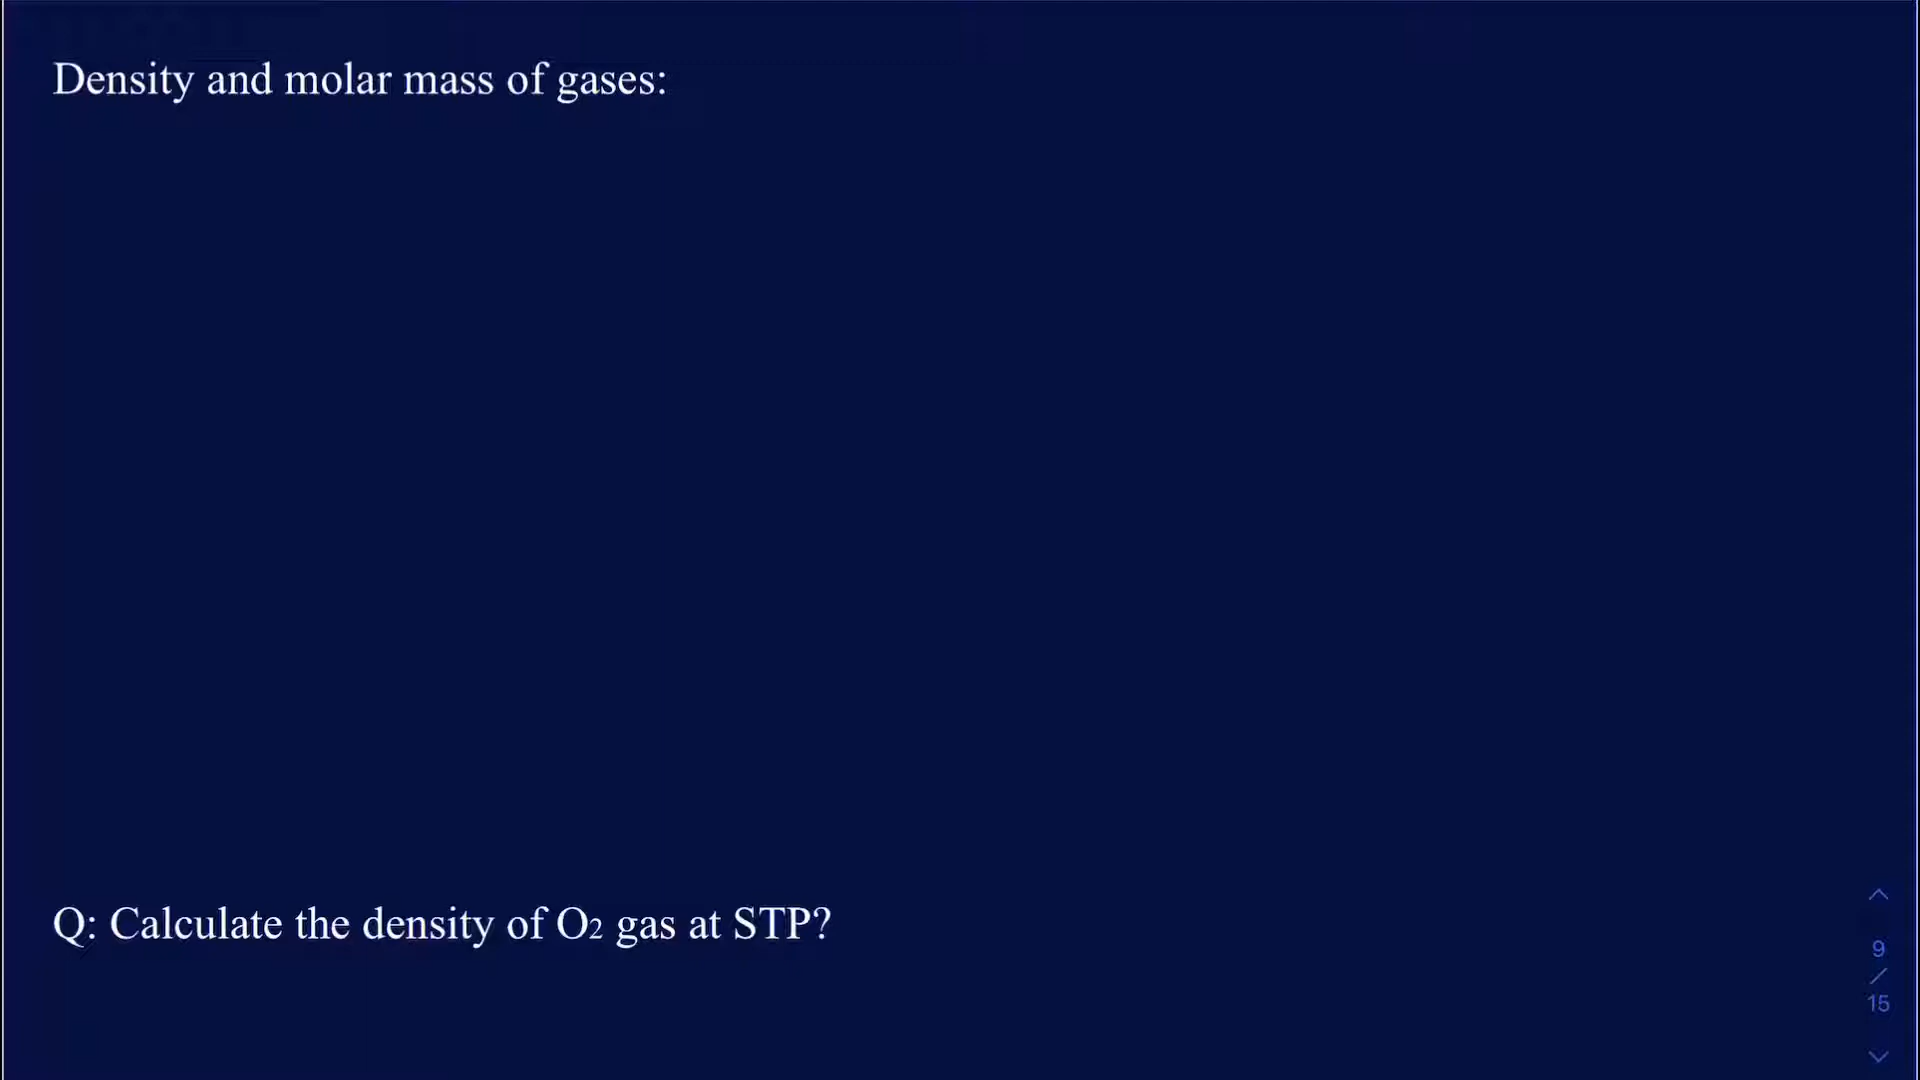 Density and molar mass of gases:
Q: Calculate the density of O₂ gas at STP?
9
/
15